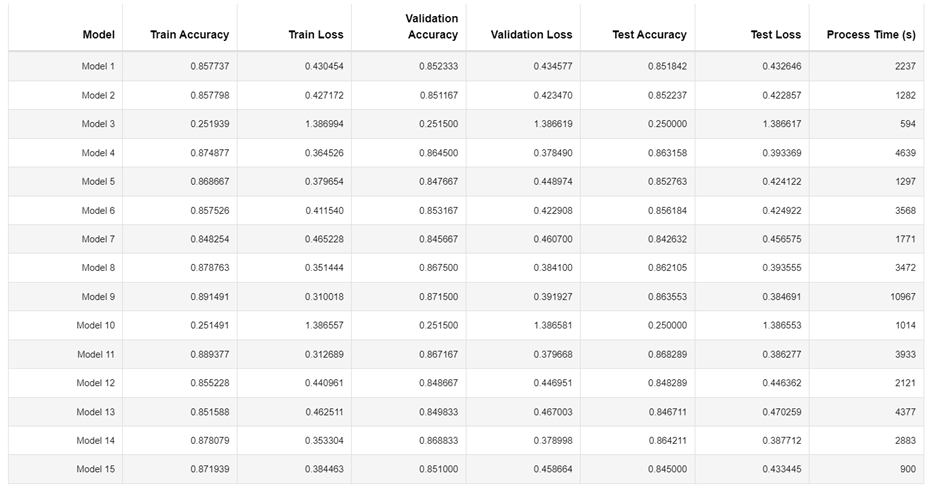 Model Train Accuracy Train Loss Validation Accuracy Validation Loss Test Accuracy Test Loss Process Time (s)
Model 1 0.857737 0.430454 0.852333 0.434577 0.851842 0.432646 2237
Model 2 0.857798 0.427172 0.851167 0.423470 0.852237 0.422857 1282
Model 3 0.251939 1.386994 0.251500 1.386619 0.250000 1.386617 594
Model 4 0.874877 0.364526 0.864500 0.378490 0.863158 0.393369 4639
Model 5 0.868667 0.379654 0.847667 0.448974 0.852763 0.424122 1297
Model 6 0.857526 0.411540 0.853167 0.422908 0.856184 0.424922 3568
Model 7 0.848254 0.465228 0.845667 0.460700 0.842632 0.456575 1771
Model 8 0.878763 0.351444 0.867500 0.384100 0.862105 0.393555 3472
Model 9 0.891491 0.310018 0.871500 0.391927 0.863553 0.384691 10967
Model 10 0.251491 1.386557 0.251500 1.386581 0.250000 1.386553 1014
Model 11 0.889377 0.312689 0.867167 0.379668 0.868289 0.386277 3933
Model 12 0.855228 0.440961 0.848667 0.446951 0.848289 0.446362 2121
Model 13 0.851588 0.462511 0.849833 0.467003 0.846711 0.470259 4377
Model 14 0.878079 0.353304 0.868833 0.378998 0.864211 0.387712 2883
Model 15 0.871939 0.384463 0.851000 0.458664 0.845000 0.433445 900